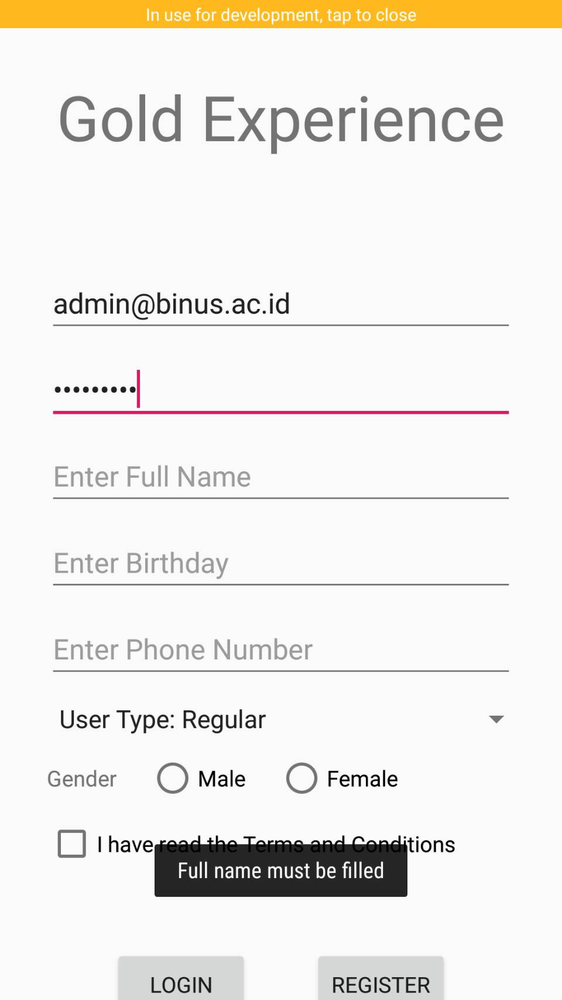 In use for development, tap to close
Gold Experience
admin@binus.ac.id
•••••••••
Enter Full Name
Enter Birthday
Enter Phone Number
User Type: Regular
Gender Male Female
I have read the Terms and Conditions
Full name must be filled
LOGIN REGISTER